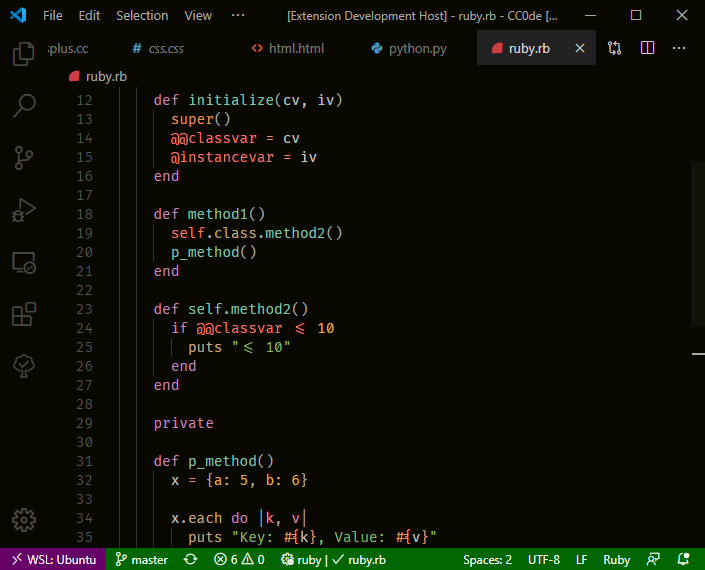 File Edit Selection View ··· [Extension Development Host] - ruby.rb - CC0de [...
:plus.cc # css.css <> html.html python.py ruby.rb × ···
ruby.rb
12 def initialize(cv, iv)
13 super()
14 @@classvar = cv
15 @instancevar = iv
16 end
17
18 def method1()
19 self.class.method2()
20 p_method()
21 end
22
23 def self.method2()
24 if @@classvar <= 10
25 puts "<= 10"
26 end
27 end
28
29 private
30
31 def p_method()
32 x = {a: 5, b: 6}
33
34 x.each do |k, v|
35 puts "Key: #{k}, Value: #{v}"
WSL: Ubuntu master 6 0 ruby | ✓ ruby.rb Spaces: 2 UTF-8 LF Ruby